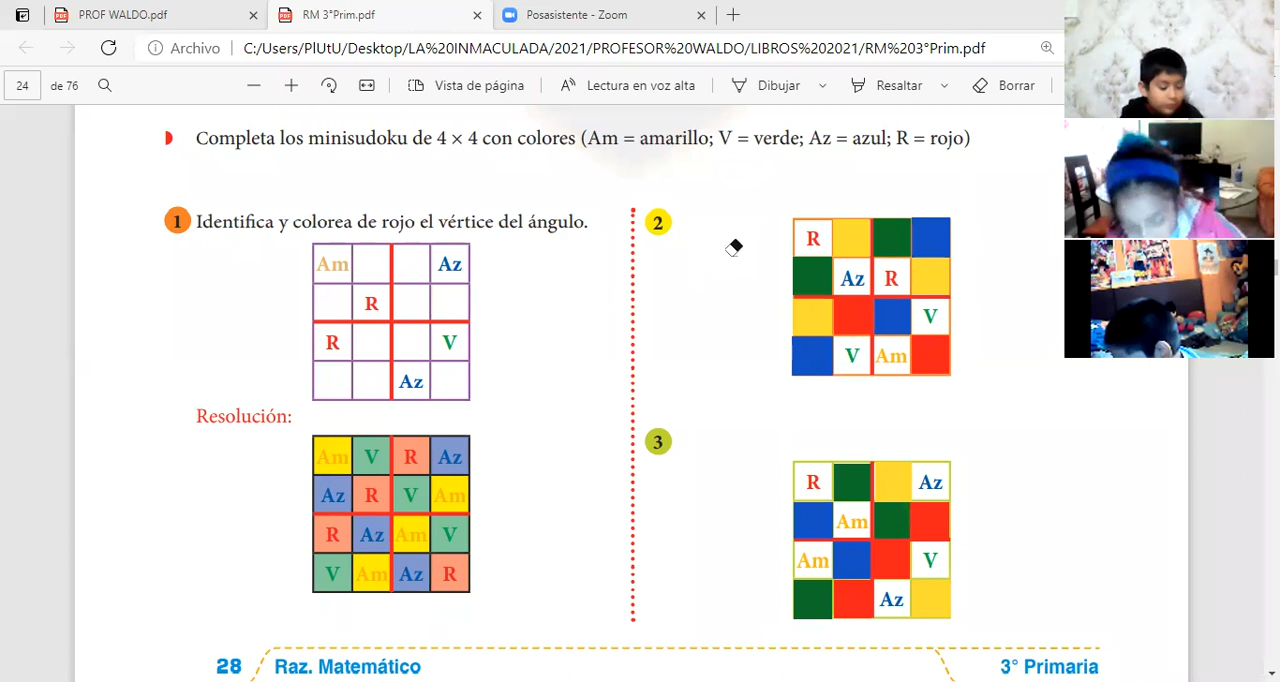 PROF WALDO.pdf
RM 3°Prim.pdf
Posasistente - Zoom
Archivo
C:/Users/PlUtU/Desktop/LA%20INMACULADA/2021/PROFESOR%20WALDO/LIBROS%202021/RM%203°Prim.pdf
24 de 76
Vista de página
Lectura en voz alta
Dibujar
Resaltar
Borrar
Completa los minisudoku de 4 × 4 con colores (Am = amarillo; V = verde; Az = azul; R = rojo)
1 Identifica y colorea de rojo el vértice del ángulo.
Am Az
R
R V
Az
Resolución:
Am V R Az
Az R V Am
R Az Am V
V Am Az R
2
R
Az R
V
V Am
3
R Az
Am
Am V
Az
28 Raz. Matemático
3° Primaria